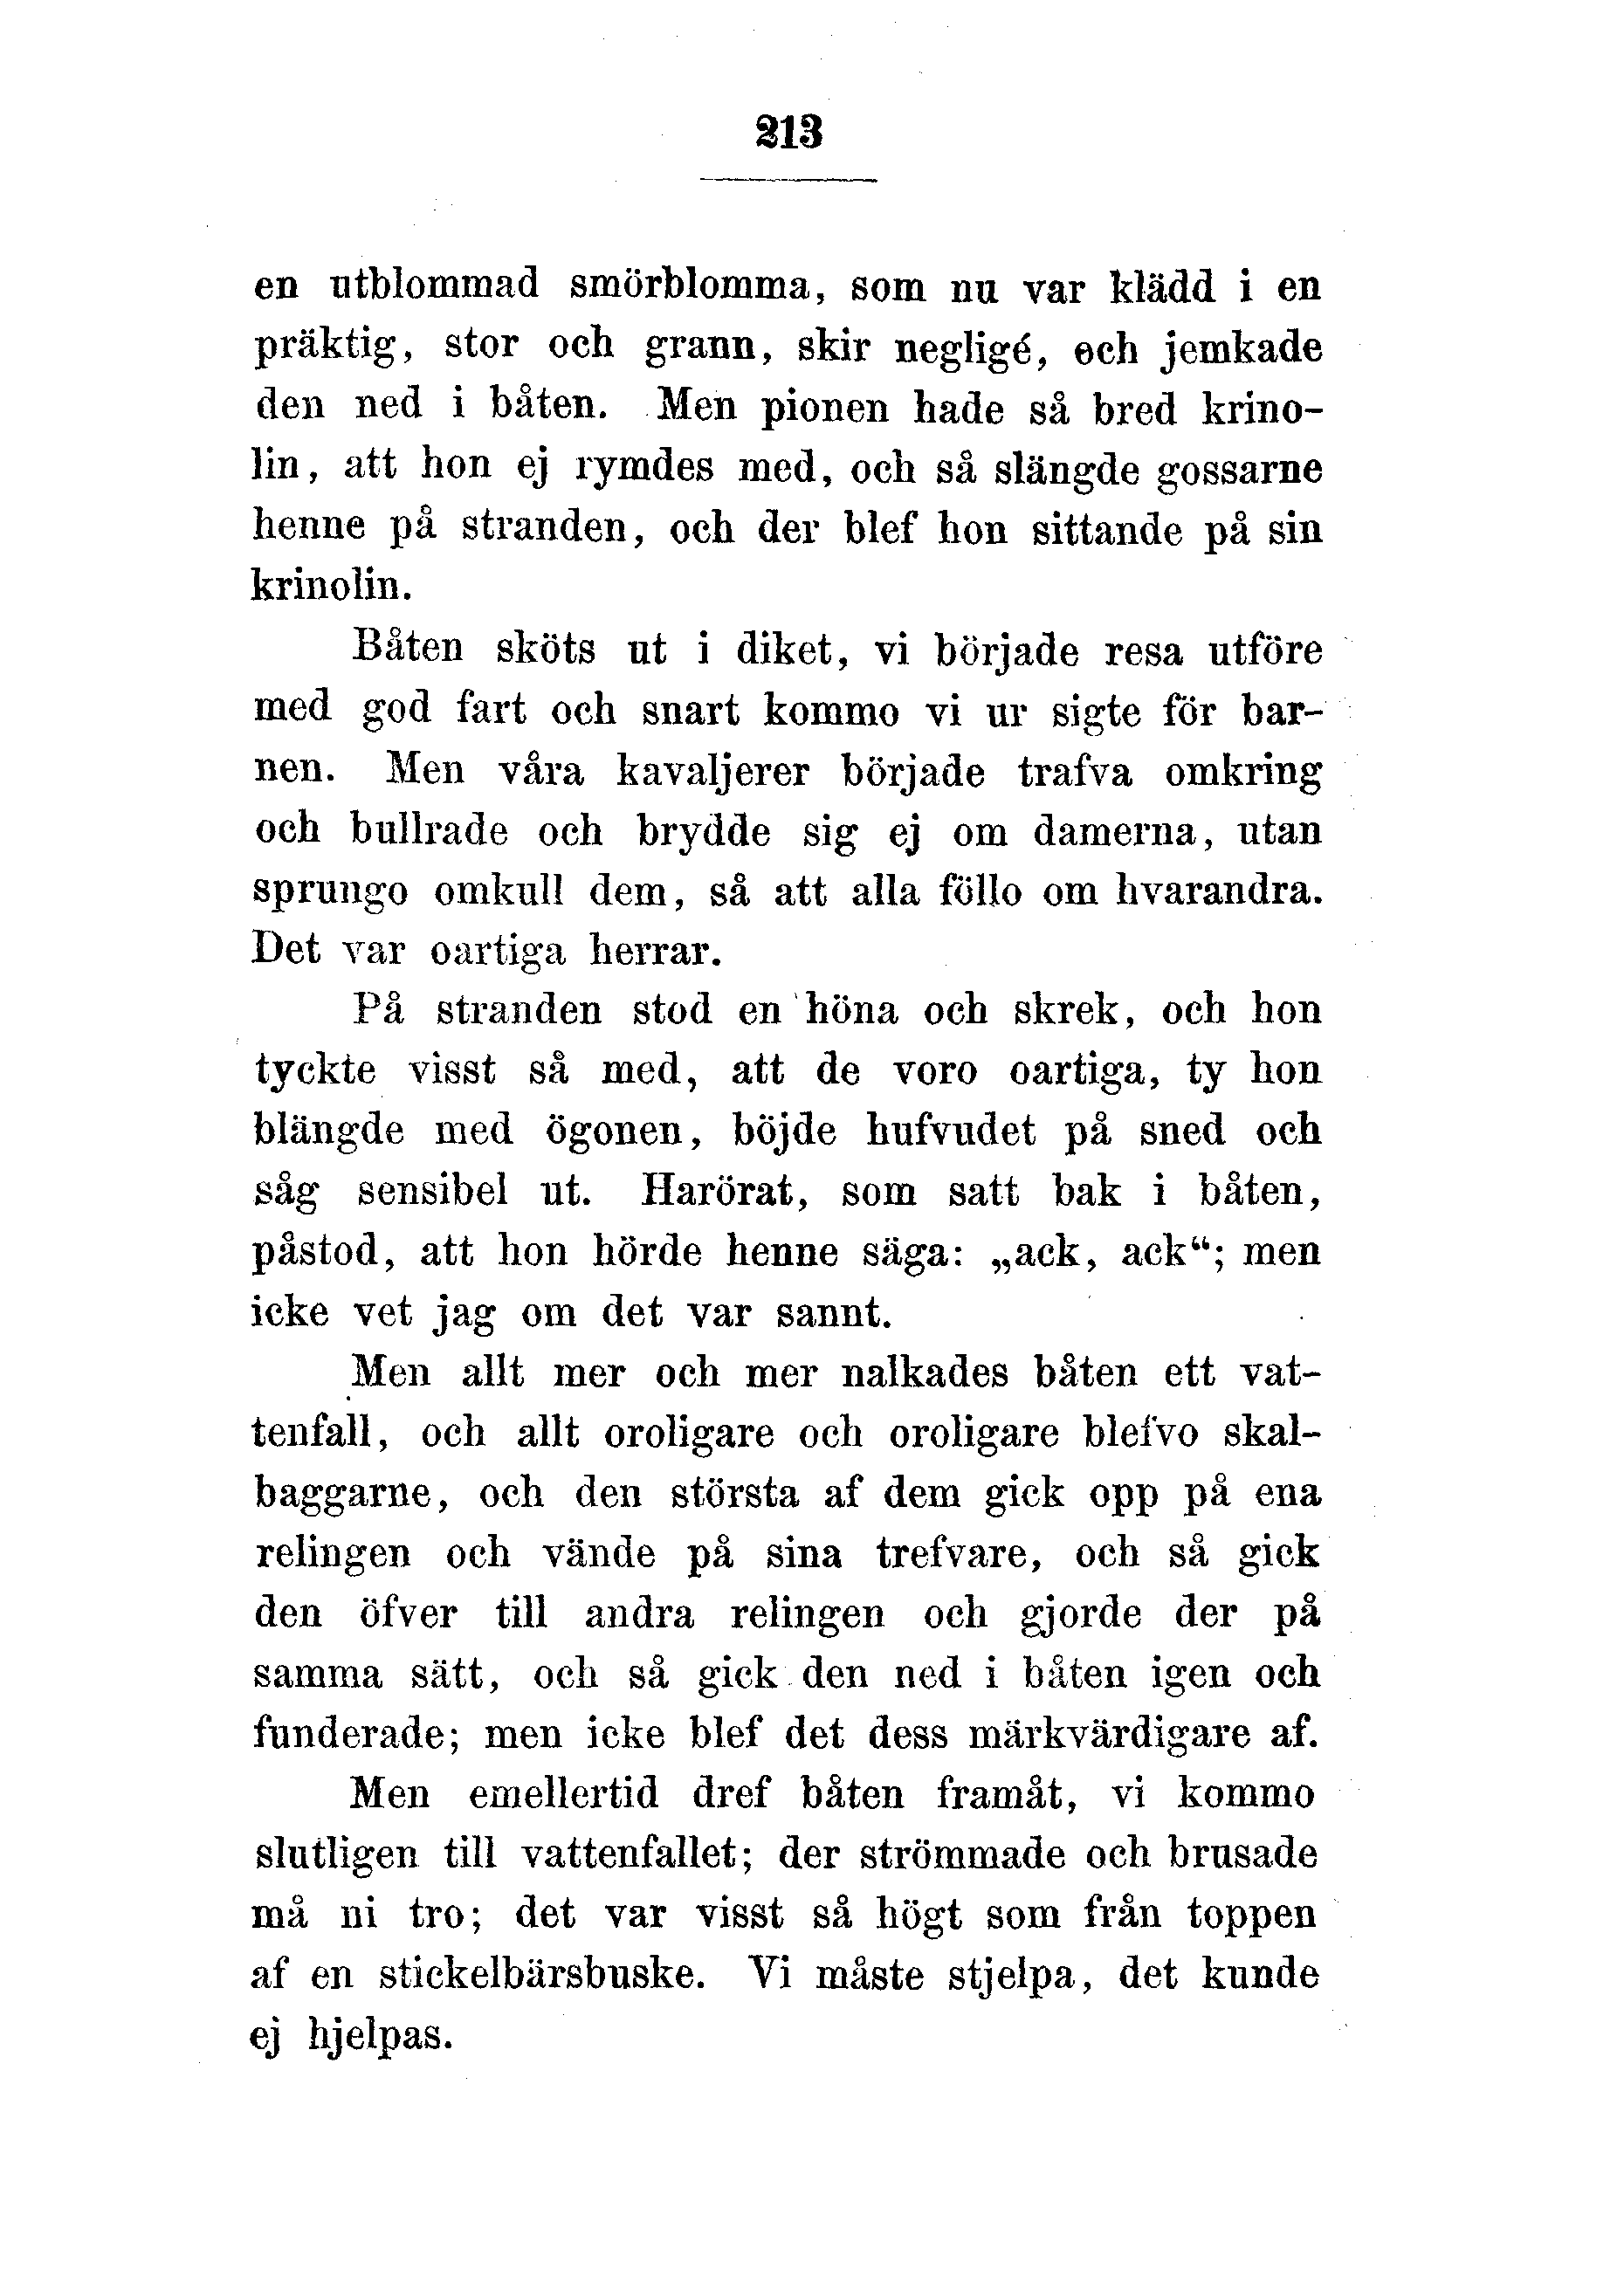 213
en utblommad smörblomma, som nu var klädd i en
präktig, stor och grann, skir negligé, och jemkade
den ned i båten. Men pionen hade så bred krino-
lin, att hon ej rymdes med, och så slängde gossarne
henne på stranden, och der blef hon sittande på sin
krinolin.
Båten sköts ut i diket, vi började resa utföre
med god fart och snart kommo vi ur sigte för bar-
nen. Men våra kavaljerer började trafva omkring
och bullrade och brydde sig ej om damerna, utan
sprungo omkull dem, så att alla föllo om hvarandra.
Det var oartiga herrar.
På stranden stod en höna och skrek, och hon
tyckte visst så med, att de voro oartiga, ty hon
blängde med ögonen, böjde hufvudet på sned och
såg sensibel ut. Harörat, som satt bak i båten,
påstod, att hon hörde henne säga: „ack, ack“; men
icke vet jag om det var sannt.
Men allt mer och mer nalkades båten ett vat-
tenfall, och allt oroligare och oroligare blefvo skal-
baggarne, och den största af dem gick opp på ena
relingen och vände på sina trefvare, och så gick
den öfver till andra relingen och gjorde der på
samma sätt, och så gick den ned i båten igen och
funderade; men icke blef det dess märkvärdigare af.
Men emellertid dref båten framåt, vi kommo
slutligen till vattenfallet; der strömmade och brusade
må ni tro; det var visst så högt som från toppen
af en stickelbärsbuske. Vi måste stjelpa, det kunde
ej hjelpas.